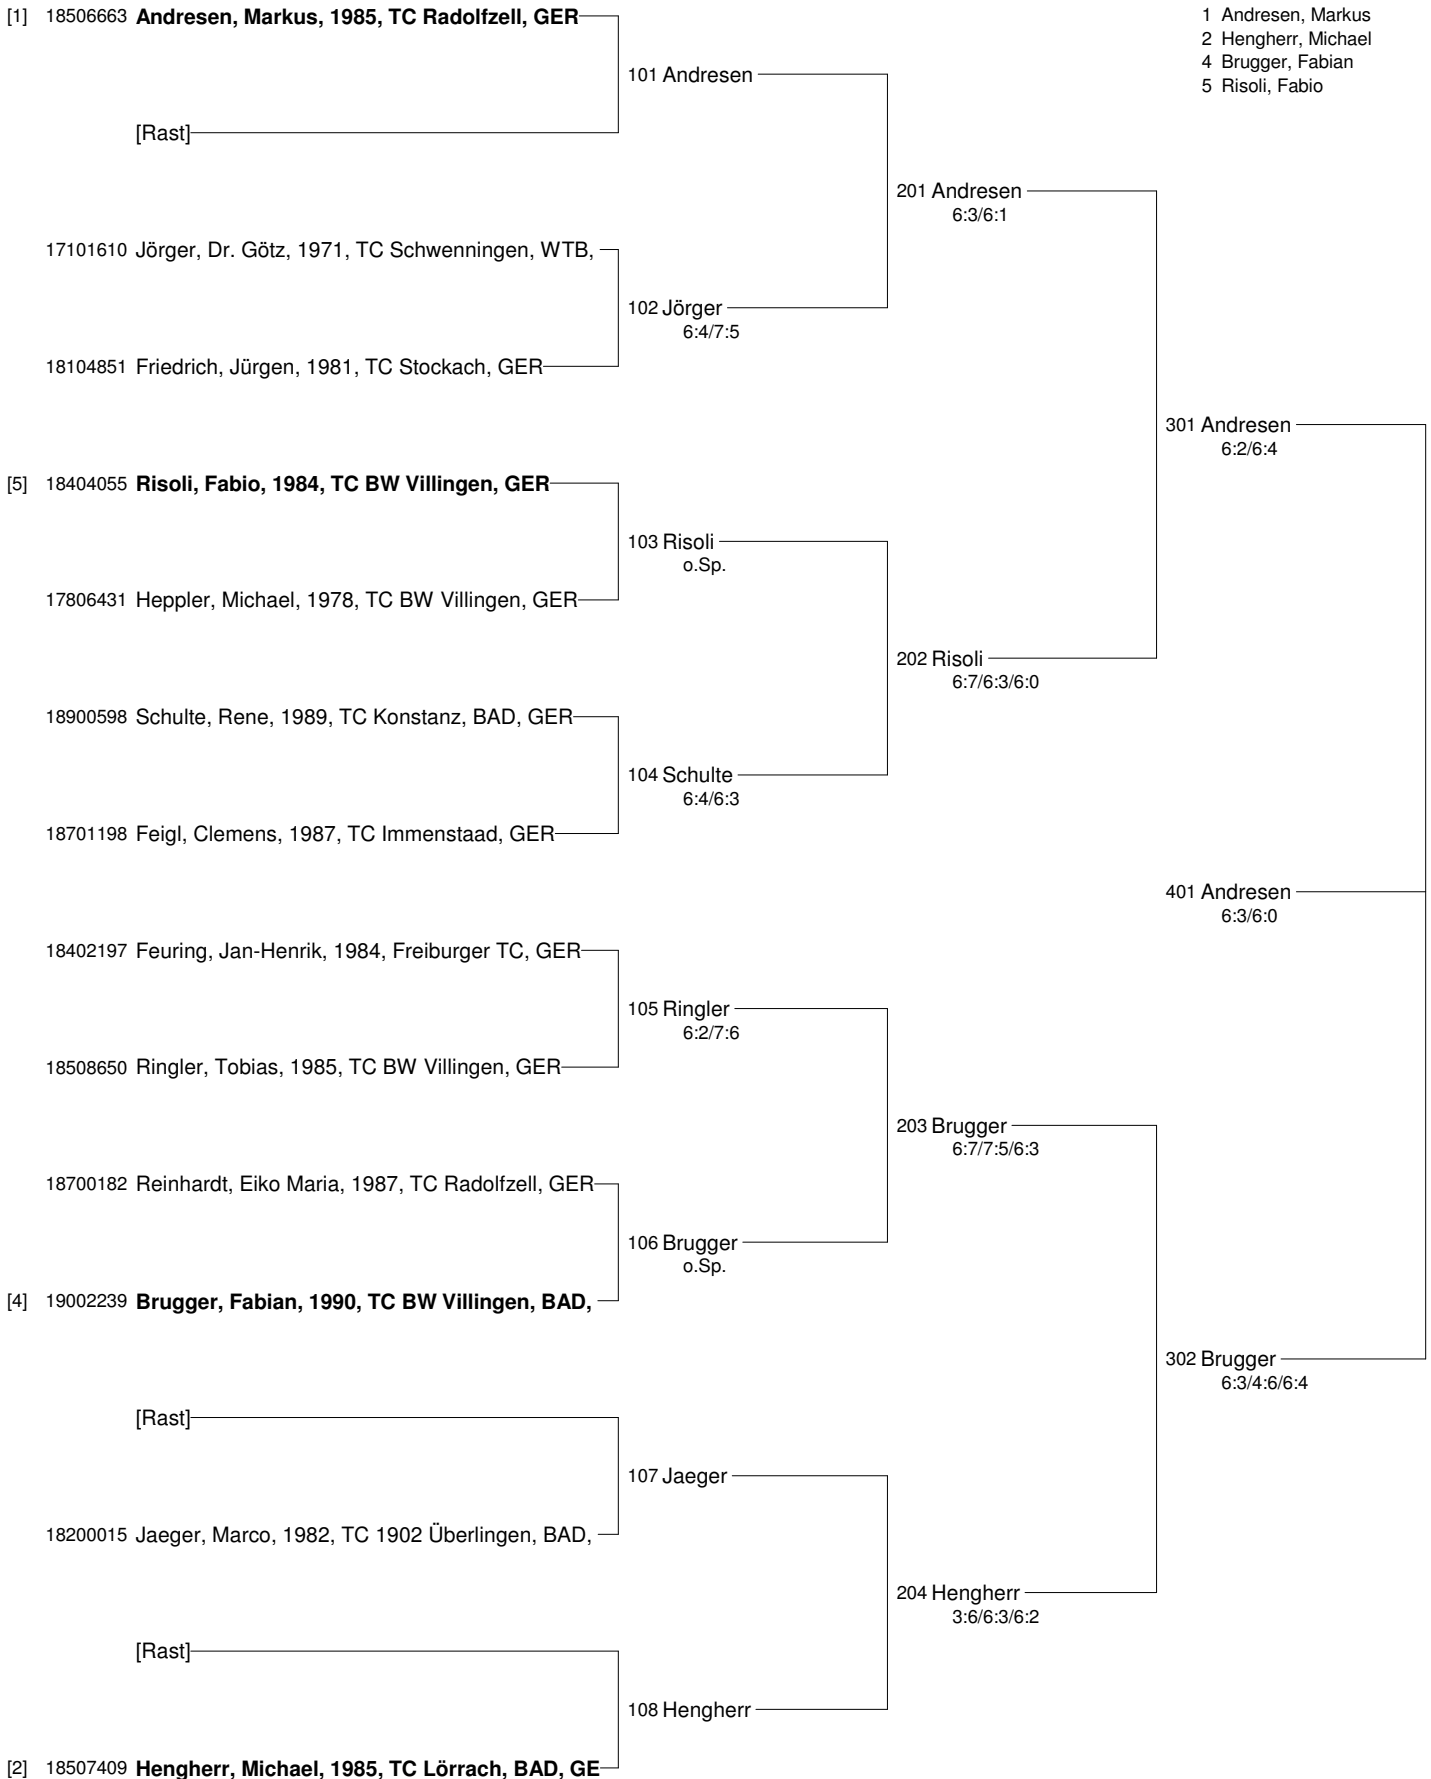 [1] 18506663 Andresen, Markus, 1985, TC Radolfzell, GER
1 Andresen, Markus
2 Hengherr, Michael
4 Brugger, Fabian
5 Risoli, Fabio
101 Andresen
[Rast]
201 Andresen
6:3/6:1
17101610 Jörger, Dr. Götz, 1971, TC Schwenningen, WTB,
102 Jörger
6:4/7:5
18104851 Friedrich, Jürgen, 1981, TC Stockach, GER
301 Andresen
6:2/6:4
[5] 18404055 Risoli, Fabio, 1984, TC BW Villingen, GER
103 Risoli
o.Sp.
17806431 Heppler, Michael, 1978, TC BW Villingen, GER
202 Risoli
6:7/6:3/6:0
18900598 Schulte, Rene, 1989, TC Konstanz, BAD, GER
104 Schulte
6:4/6:3
18701198 Feigl, Clemens, 1987, TC Immenstaad, GER
401 Andresen
6:3/6:0
18402197 Feuring, Jan-Henrik, 1984, Freiburger TC, GER
105 Ringler
6:2/7:6
18508650 Ringler, Tobias, 1985, TC BW Villingen, GER
203 Brugger
6:7/7:5/6:3
18700182 Reinhardt, Eiko Maria, 1987, TC Radolfzell, GER
106 Brugger
o.Sp.
[4] 19002239 Brugger, Fabian, 1990, TC BW Villingen, BAD,
302 Brugger
6:3/4:6/6:4
[Rast]
107 Jaeger
18200015 Jaeger, Marco, 1982, TC 1902 Überlingen, BAD,
204 Hengherr
3:6/6:3/6:2
[Rast]
108 Hengherr
[2] 18507409 Hengherr, Michael, 1985, TC Lörrach, BAD, GE